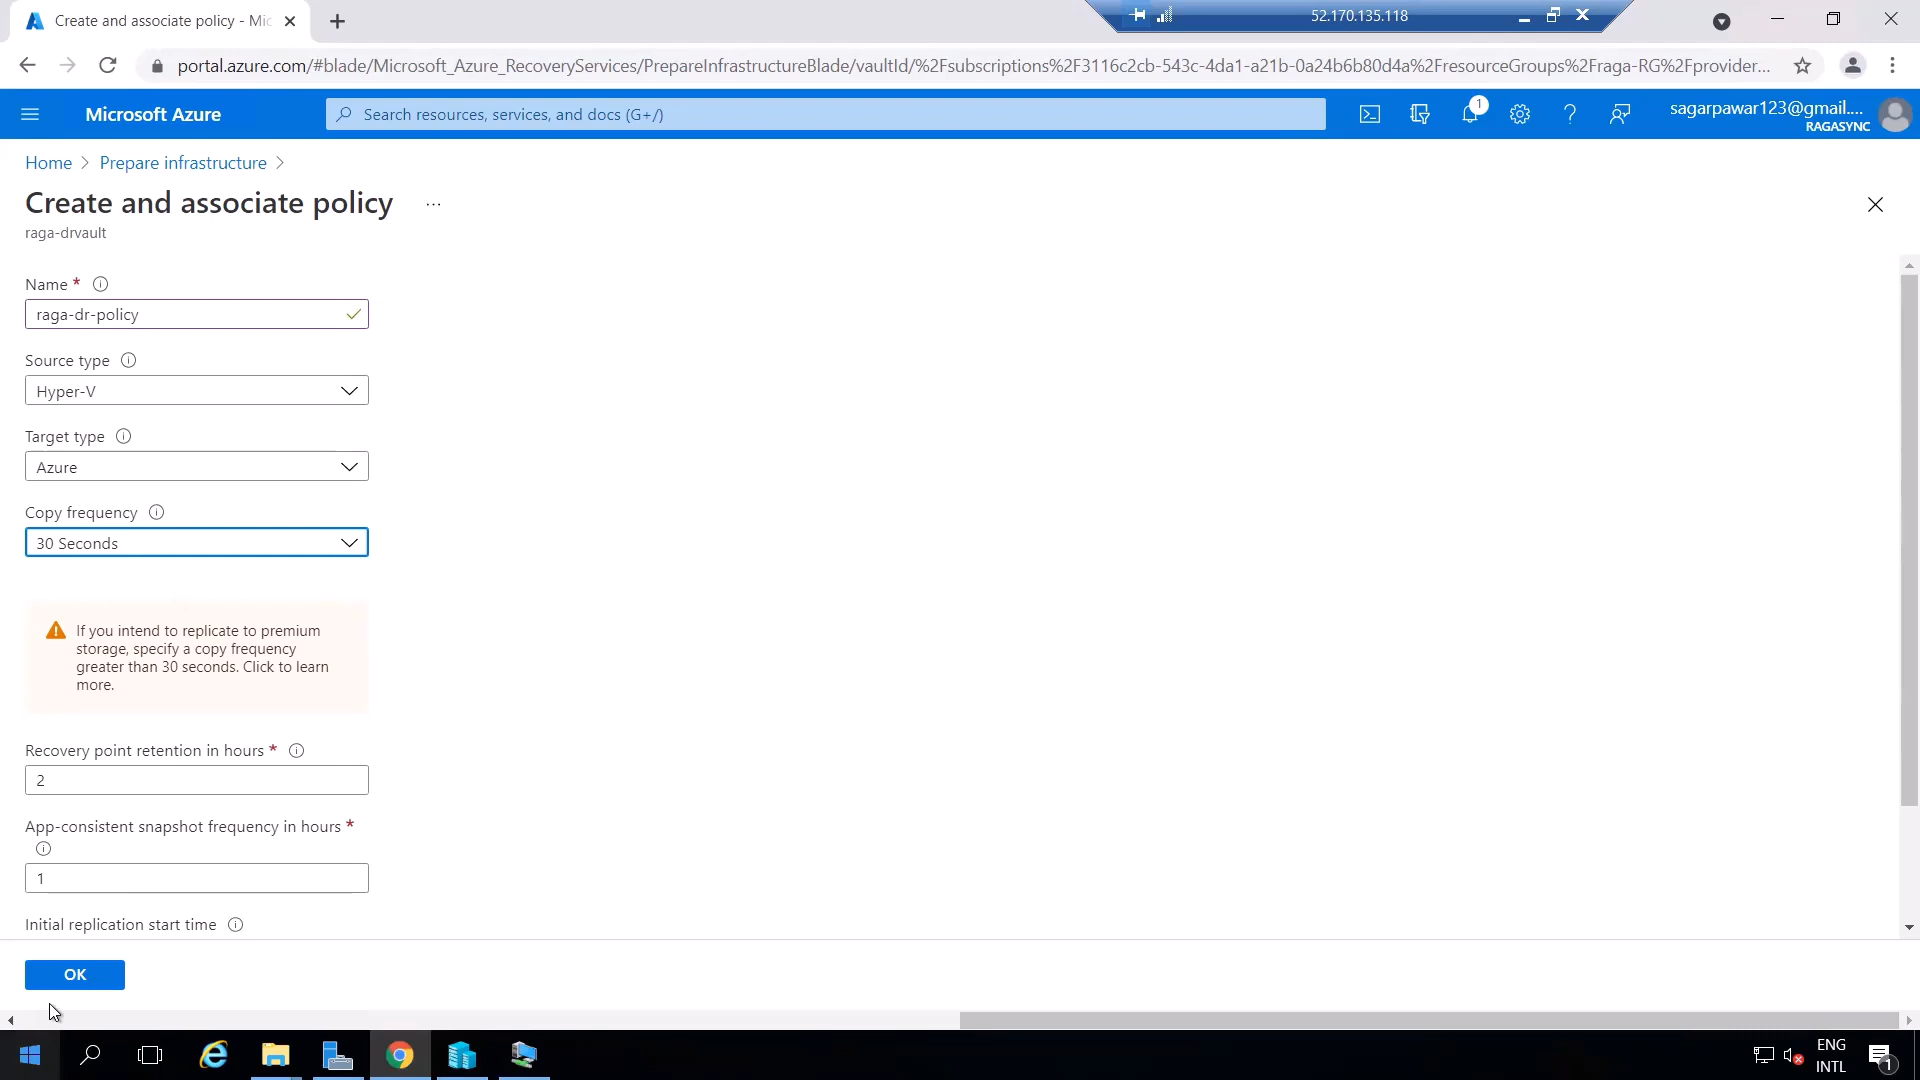 Create and associate policy - Mic
52.170.135.118
portal.azure.com/#blade/Microsoft_Azure_RecoveryServices/PrepareInfrastructureBlade/vaultId/%2Fsubscriptions%2F3116c2cb-543c-4da1-a21b-0a24b6b80d4a%2FresourceGroups%2Fraga-RG%2Fprovider...
Microsoft Azure
Search resources, services, and docs (G+/)
1
sagarpawar123@gmail....
RAGASYNC
Home > Prepare infrastructure >
Create and associate policy ...
raga-drvault
Name *
raga-dr-policy
Source type
Hyper-V
Target type
Azure
Copy frequency
30 Seconds
If you intend to replicate to premium
storage, specify a copy frequency
greater than 30 seconds. Click to learn
more.
Recovery point retention in hours *
2
App-consistent snapshot frequency in hours *
1
Initial replication start time
OK
ENG
INTL
1